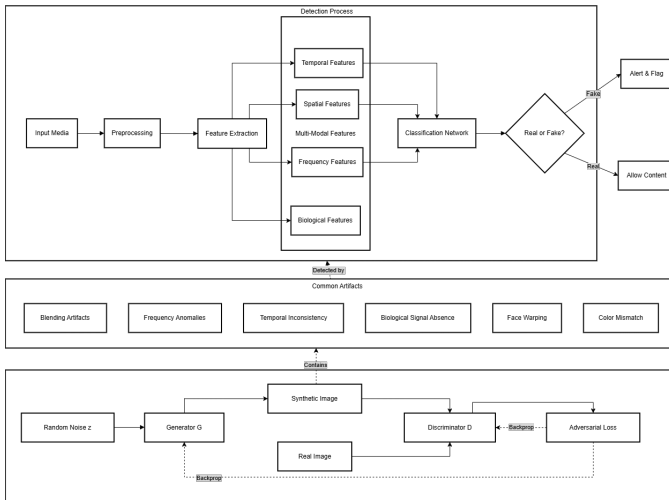 Detection Process
Temporal Features
Alert & Flag
Fake
Spatial Features
Input Media
Preprocessing
Feature Extraction
Multi-Modal Features
Classification Network
Real or Fake?
Frequency Features
Real
Allow Content
Biological Features
Detected by
Common Artifacts
Blending Artifacts
Frequency Anomalies
Temporal Inconsistency
Biological Signal Absence
Face Warping
Color Mismatch
Contains
Synthetic Image
Random Noise z
Generator G
Discriminator D
Backprop
Adversarial Loss
Real Image
Backprop